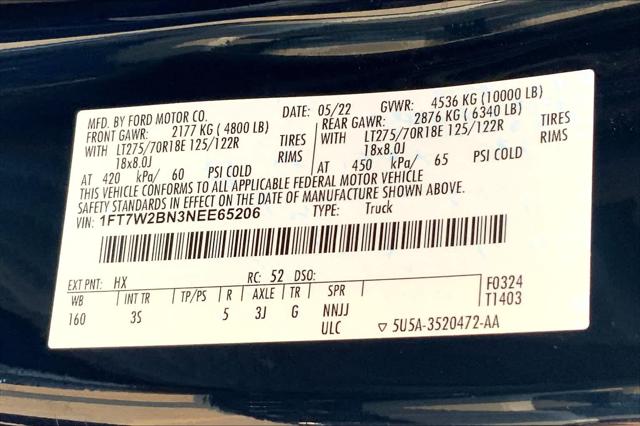 MFD. BY FORD MOTOR CO. DATE: 05/22 GVWR: 4536 KG (10000 LB)
FRONT GAWR: 2177 KG ( 4800 LB) REAR GAWR: 2876 KG ( 6340 LB)
WITH LT275/70R18E 125/122R TIRES WITH LT275/70R18E 125/122R TIRES
18x8.0J RIMS 18x8.0J RIMS
AT 420 kPa/ 60 PSI COLD AT 450 kPa/ 65 PSI COLD
THIS VEHICLE CONFORMS TO ALL APPLICABLE FEDERAL MOTOR VEHICLE
SAFETY STANDARDS IN EFFECT ON THE DATE OF MANUFACTURE SHOWN ABOVE.
VIN: 1FT7W2BN3NEE65206 TYPE: Truck
EXT PNT: HX RC: 52 DSO: F0324
WB INT TR TP/PS R AXLE TR SPR T1403
160 3S 5 3J G NNJJ
ULC ▽ 5U5A-3520472-AA